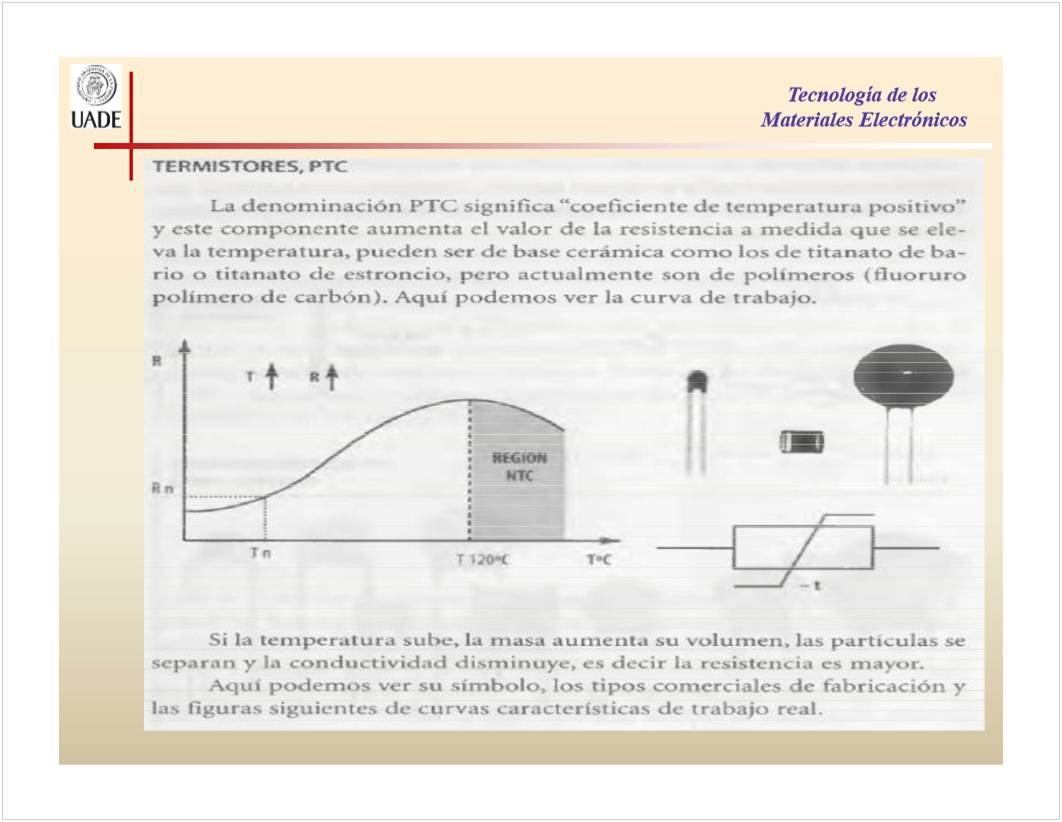 UADE
Tecnología de los
Materiales Electrónicos
TERMISTORES, PTC
La denominación PTC significa “coeficiente de temperatura positivo”
y este componente aumenta el valor de la resistencia a medida que se ele-
va la temperatura, pueden ser de base cerámica como los de titanato de ba-
rio o titanato de estroncio, pero actualmente son de polímeros (fluoruro
polímero de carbón). Aquí podemos ver la curva de trabajo.
R
T R
REGION
NTC
Rn
Tn
T 120°C
T°C
-t
Si la temperatura sube, la masa aumenta su volumen, las partículas se
separan y la conductividad disminuye, es decir la resistencia es mayor.
Aquí podemos ver su símbolo, los tipos comerciales de fabricación y
las figuras siguientes de curvas características de trabajo real.